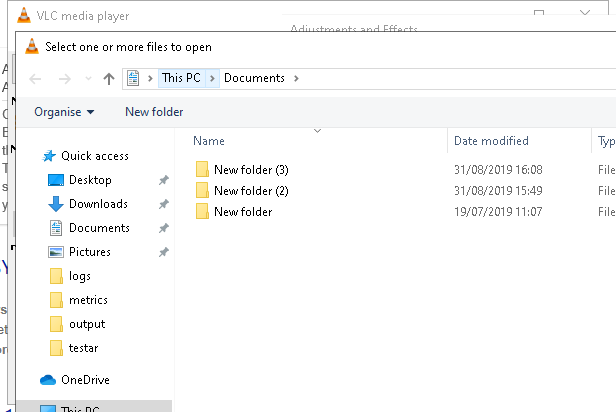 VLC media player
Adjustments and Effects
Select one or more files to open
This PC > Documents >
Organise New folder
Name Date modified Typ
Quick access
New folder (3) 31/08/2019 16:08 File
Desktop
New folder (2) 31/08/2019 15:49 File
Downloads
New folder 19/07/2019 11:07 File
Documents
Pictures
logs
metrics
output
testar
OneDrive
This PC